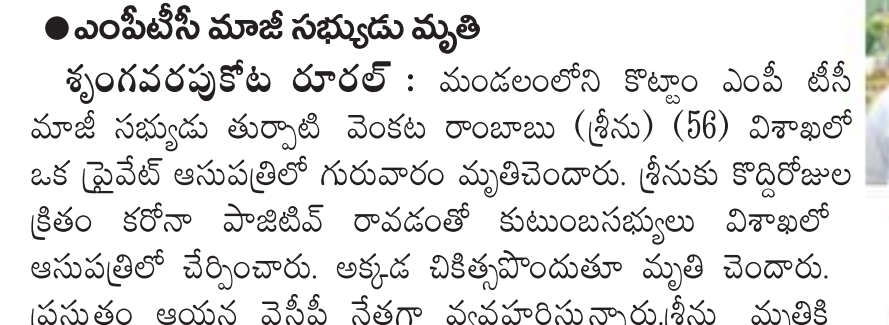 ●ఎంపీటీసీ మాజీ సభ్యుడు మృతి
శృంగవరపుకోట రూరల్ : మండలంలోని కొట్టాం ఎంపీ టీసీ
మాజీ సభ్యుడు తుర్పాటి వెంకట రాంబాబు (శ్రీను) (56) విశాఖలో
ఒక ప్రైవేట్ ఆసుపత్రిలో గురువారం మృతిచెందారు. శ్రీనుకు కొద్దిరోజుల
క్రితం కరోనా పాజిటివ్ రావడంతో కుటుంబసభ్యులు విశాఖలో
ఆసుపత్రిలో చేర్పించారు. అక్కడ చికిత్సపొందుతూ మృతి చెందారు.
ప్రస్తుతం ఆయన వైసీపీ నేతగా వ్యవహరిస్తున్నారు.శ్రీను మృతికి